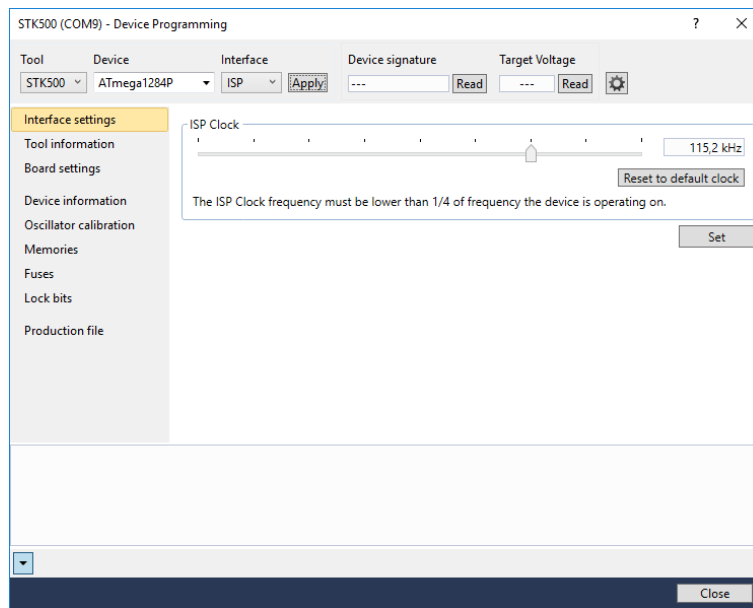 STK500 (COM9) - Device Programming
?
Tool Device Interface Device signature Target Voltage
STK500 ATmega1284P ISP Apply --- Read --- Read
Interface settings
Tool information
Board settings
Device information
Oscillator calibration
Memories
Fuses
Lock bits
Production file
ISP Clock
115,2 kHz
Reset to default clock
The ISP Clock frequency must be lower than 1/4 of frequency the device is operating on.
Set
Close